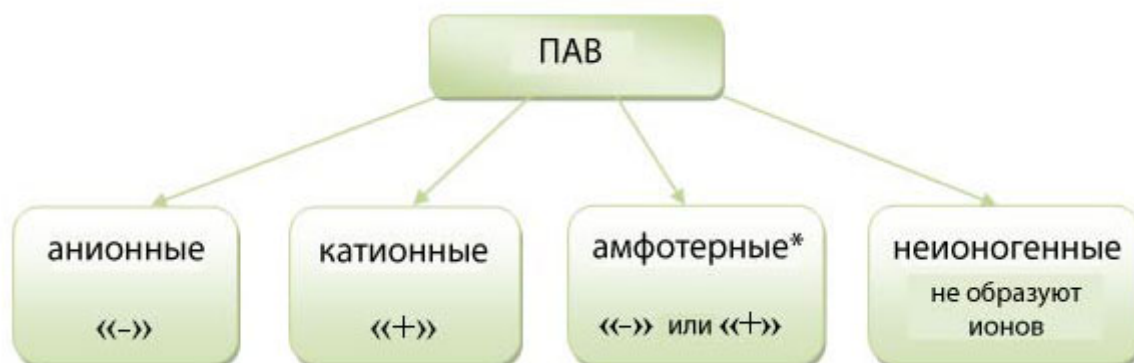 ПАВ
анионные
«-»
катионные
«+»
амфотерные*
«-» или «+»
неионогенные
не образуют
ионов